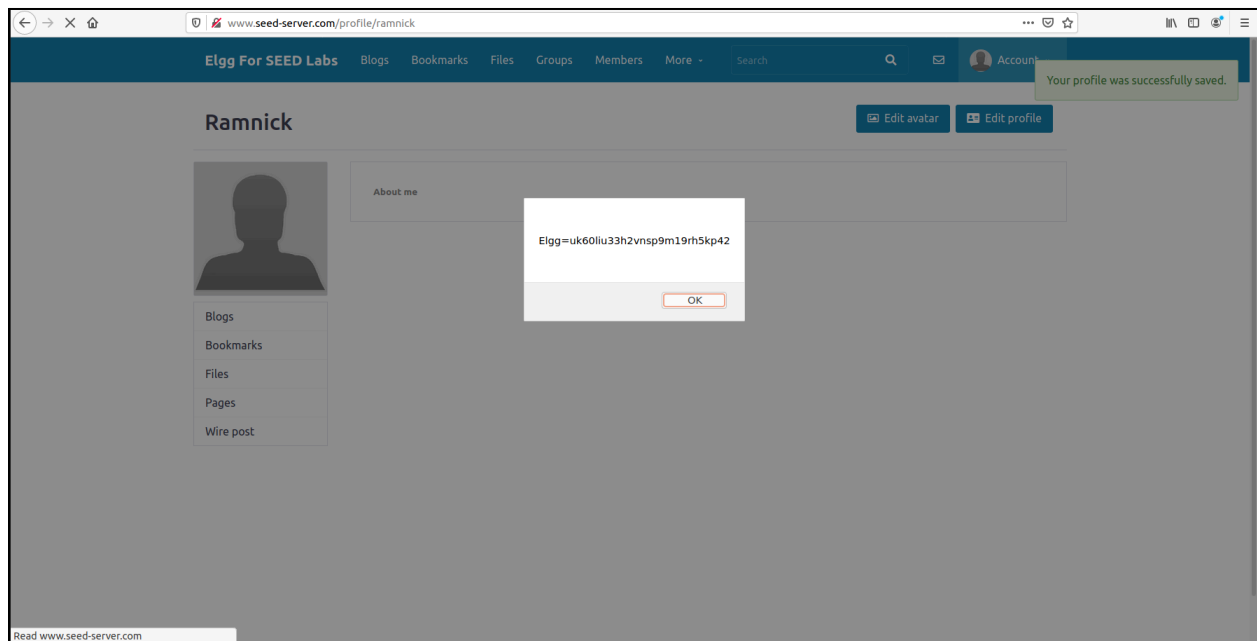 www.seed-server.com/profile/ramnick
Elgg For SEED Labs Blogs Bookmarks Files Groups Members More Search Account
Your profile was successfully saved.
Ramnick
Edit avatar Edit profile
About me
Elgg=uk60liu33h2vnsp9m19rh5kp42
OK
Blogs
Bookmarks
Files
Pages
Wire post
Read www.seed-server.com